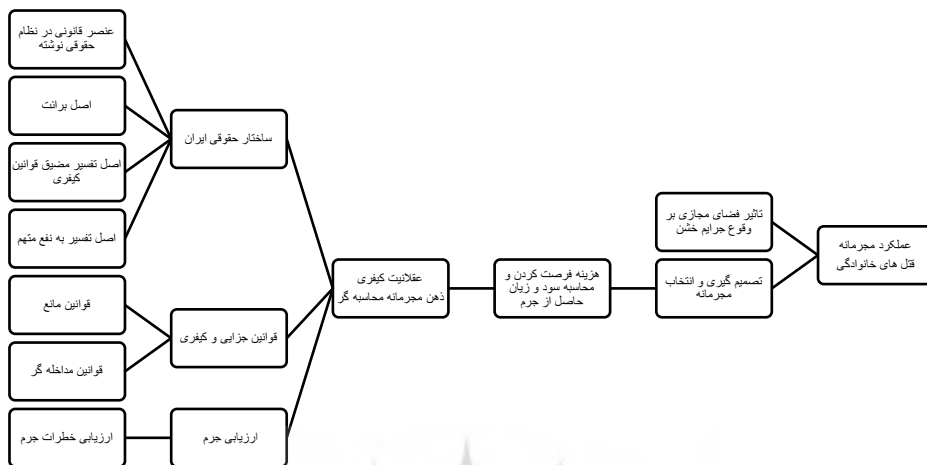 عنصر قانونی در نظام
حقوقی نوشته
اصل برائت
اصل تفسیر مضیق قوانین
کیفری
اصل تفسیر به نفع متهم
قوانین مانع
قوانین مداخله گر
ارزیابی خطرات جرم
ساختار حقوقی ایران
قوانین جزایی و کیفری
ارزیابی جرم
عقلانیت کیفری
ذهن مجرمانه محاسبه گر
هزینه فرصت کردن و
محاسبه سود و زیان
حاصل از جرم
تاثیر فضای مجازی بر
وقوع جرایم خشن
تصمیم گیری و انتخاب
مجرمانه
عملکرد مجرمانه
قتل های خانوادگی